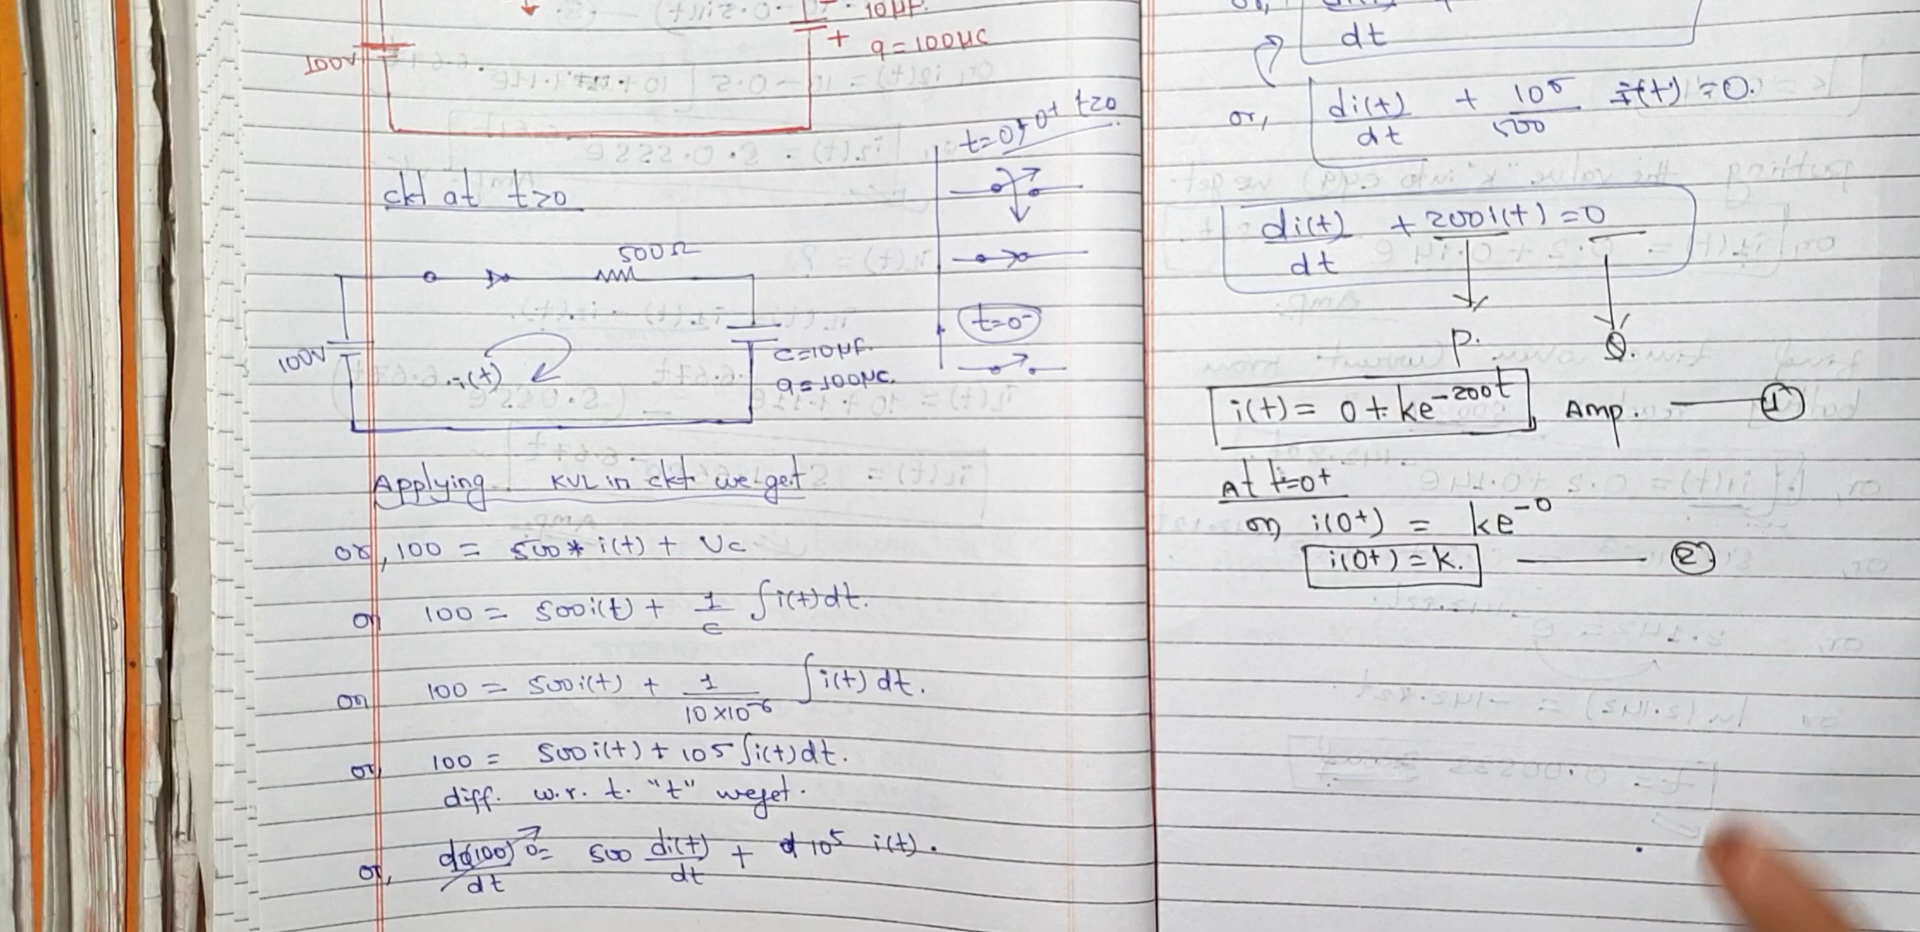 10µF.
100V
+ q=100µC
ckt at t>0
500Ω
100V
i(t)
C=10µF.
q=100µC.
t=0+ 0+ t≥0
t=0-
Applying KVL in ckt we get
or, 100 = 500* i(t) + Vc
or 100 = 500i(t) + 1/c ∫i(t)dt.
or 100 = 500i(t) + 1/10×10^-6 ∫i(t)dt.
or 100 = 500i(t) + 10^5 ∫i(t)dt.
diff. w.r. t. "t" we get.
or, d(100)/dt 0 = 500 di(t)/dt + 10^5 i(t).
dt
or, di(t)/dt + 10^5/500 i(t) = 0.
di(t)/dt + 200i(t) = 0
P. Q.
i(t) = 0 + ke^-200t Amp. — ①
At t=0+
or, i(0+) = ke^-0
i(0+) = k. — ②